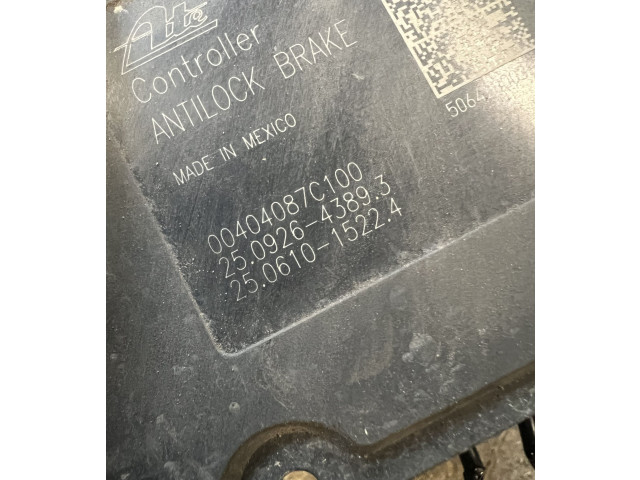 Ate
Controller
ANTILOCK BRAKE
MADE IN MEXICO
00404087C100
25.0926-4389.3
25.0610-1522.4